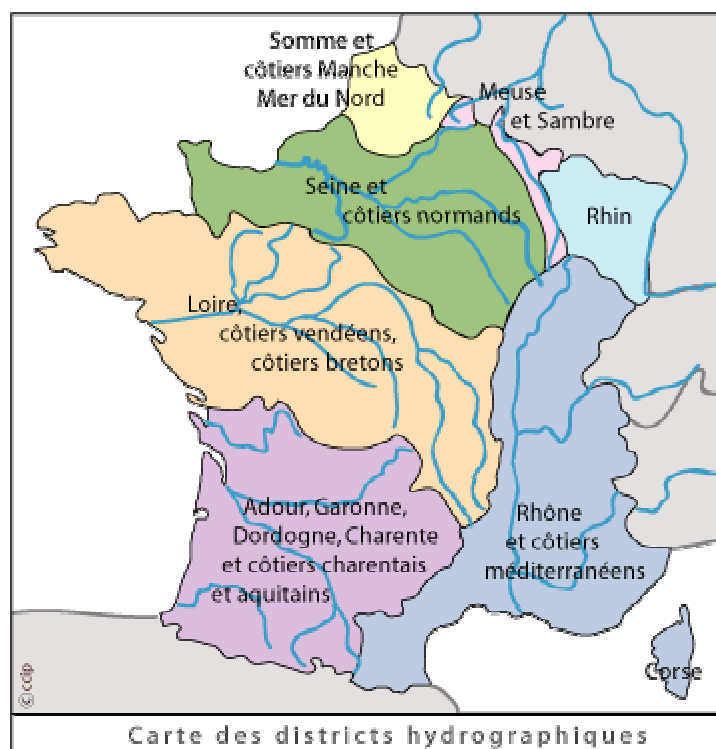 Somme et
côtiers Manche
Mer du Nord
Meuse
et Sambre
Seine et
côtiers normands
Rhin
Loire,
côtiers vendéens,
côtiers bretons
Adour, Garonne,
Dordogne, Charente
et côtiers charentais
et aquitains
Rhône
et côtiers
méditerranéens
Corse
© ccip
Carte des districts hydrographiques